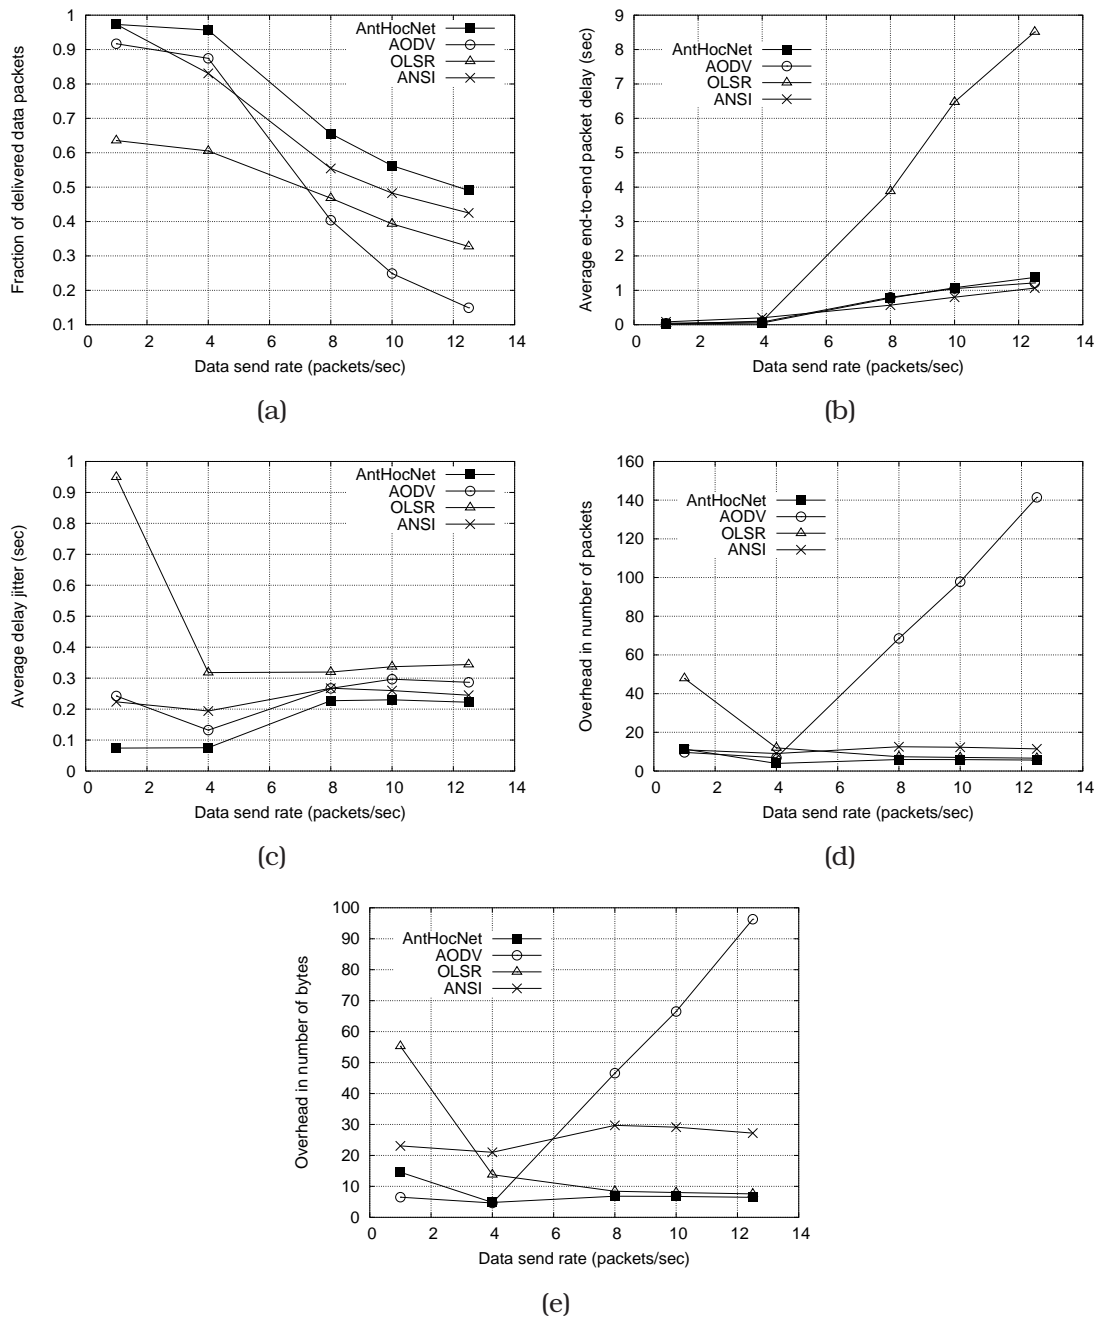 1
0.9
0.8
0.7
0.6
0.5
0.4
0.3
0.2
0.1
0 2 4 6 8 10 12 14
Fraction of delivered data packets
Data send rate (packets/sec)
AntHocNet
AODV
OLSR
ANSI
(a)
9
8
7
6
5
4
3
2
1
0
0 2 4 6 8 10 12 14
Average end-to-end packet delay (sec)
Data send rate (packets/sec)
AntHocNet
AODV
OLSR
ANSI
(b)
1
0.9
0.8
0.7
0.6
0.5
0.4
0.3
0.2
0.1
0
0 2 4 6 8 10 12 14
Average delay jitter (sec)
Data send rate (packets/sec)
AntHocNet
AODV
OLSR
ANSI
(c)
160
140
120
100
80
60
40
20
0
0 2 4 6 8 10 12 14
Overhead in number of packets
Data send rate (packets/sec)
AntHocNet
AODV
OLSR
ANSI
(d)
100
90
80
70
60
50
40
30
20
10
0
0 2 4 6 8 10 12 14
Overhead in number of bytes
Data send rate (packets/sec)
AntHocNet
AODV
OLSR
ANSI
(e)